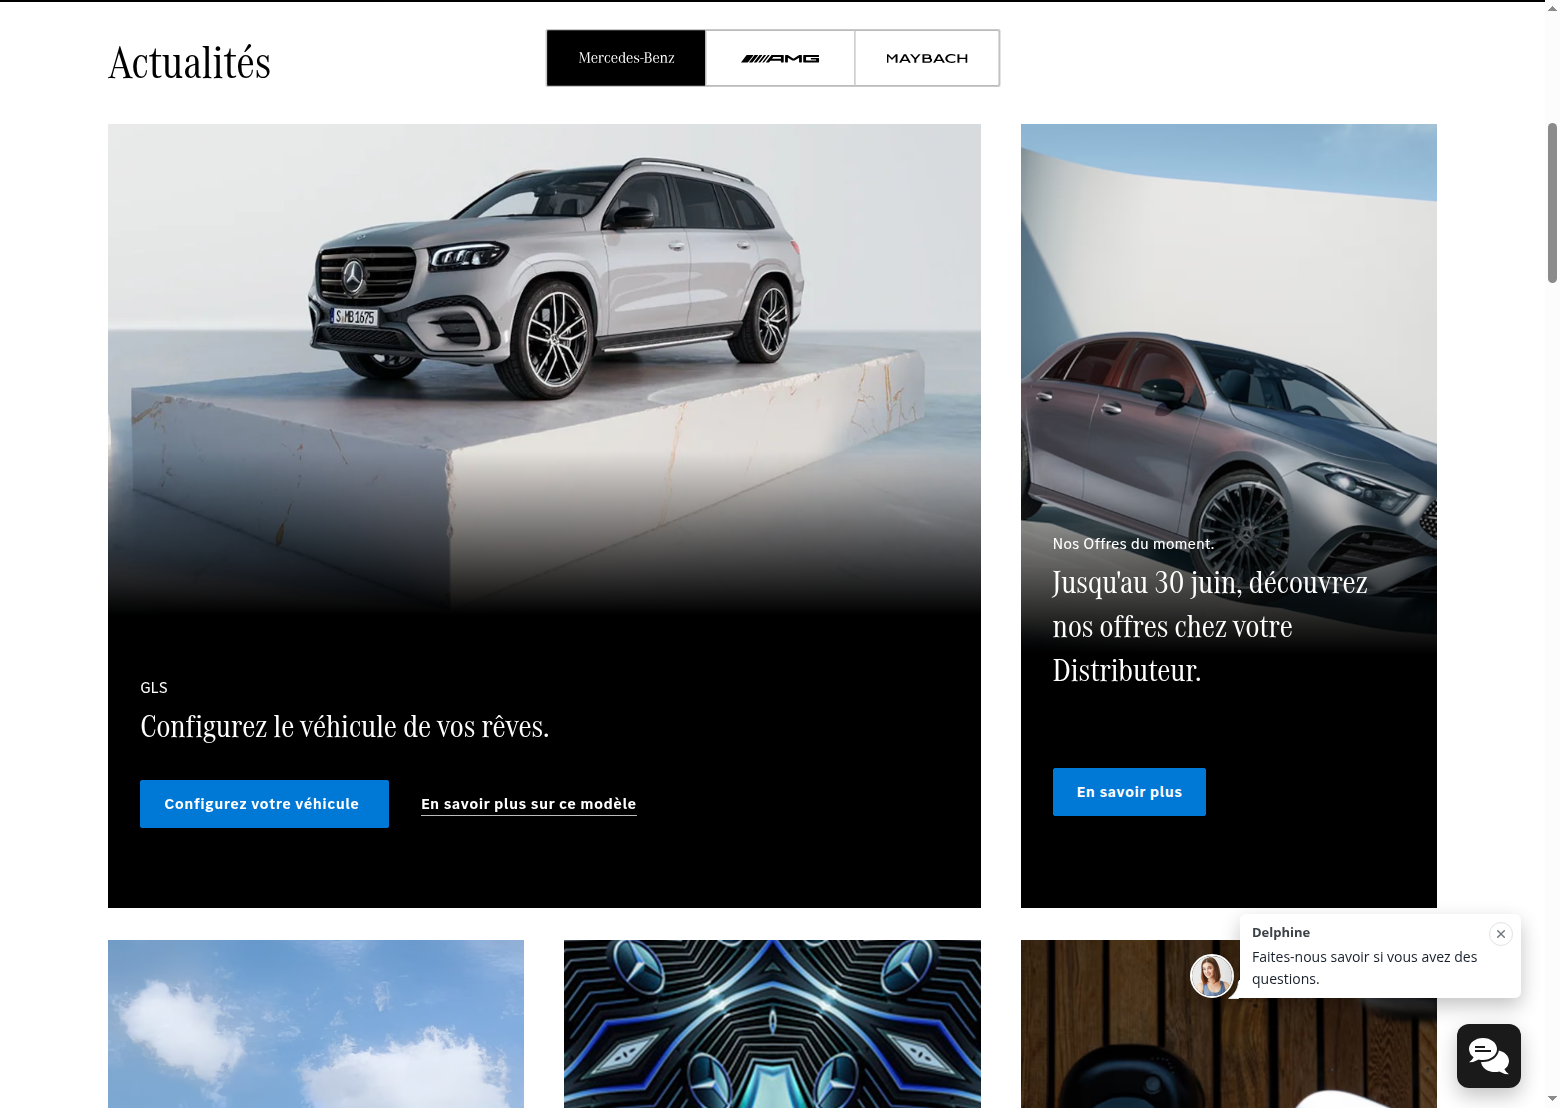 Actualités
Mercedes-Benz
AMG
MAYBACH
S MB 1675
GLS
Configurez le véhicule de vos rêves.
Configurez votre véhicule
En savoir plus sur ce modèle
Nos Offres du moment.
Jusqu'au 30 juin, découvrez
nos offres chez votre
Distributeur.
En savoir plus
Delphine
Faites-nous savoir si vous avez des
questions.